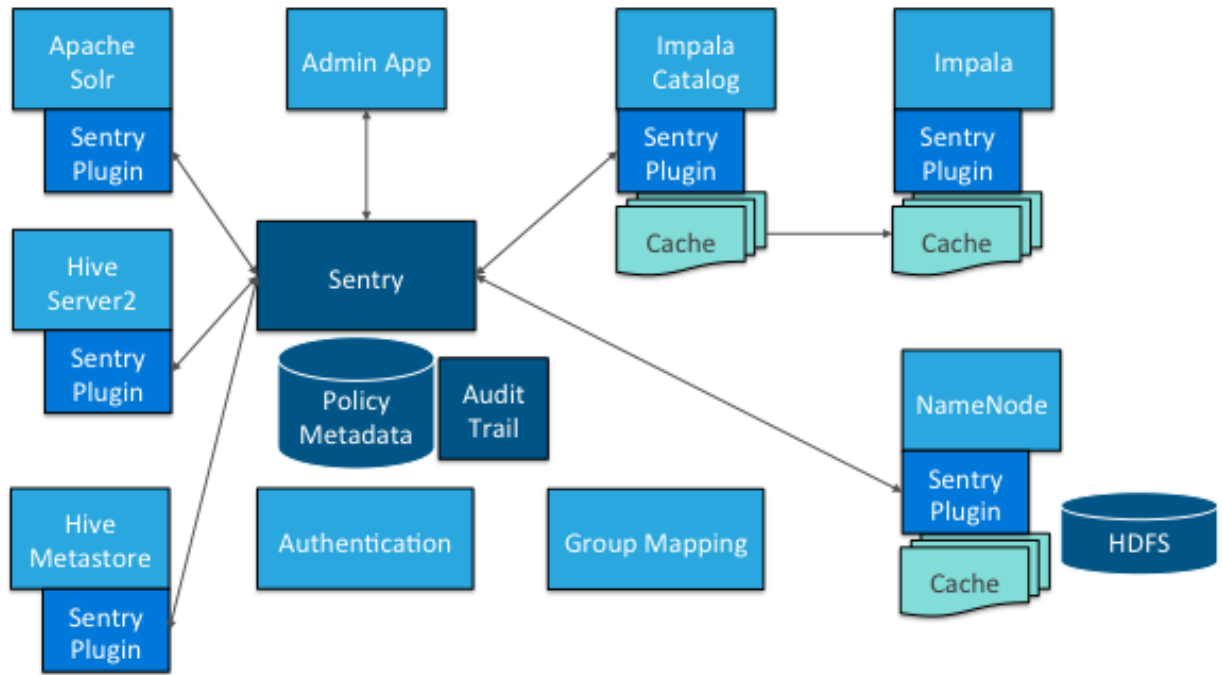 Apache
Solr
Sentry
Plugin
Admin App
Impala
Catalog
Sentry
Plugin
Cache
Impala
Sentry
Plugin
Cache
Hive
Server2
Sentry
Plugin
Sentry
Policy
Metadata
Audit
Trail
NameNode
Sentry
Plugin
Cache
HDFS
Hive
Metastore
Sentry
Plugin
Authentication
Group Mapping